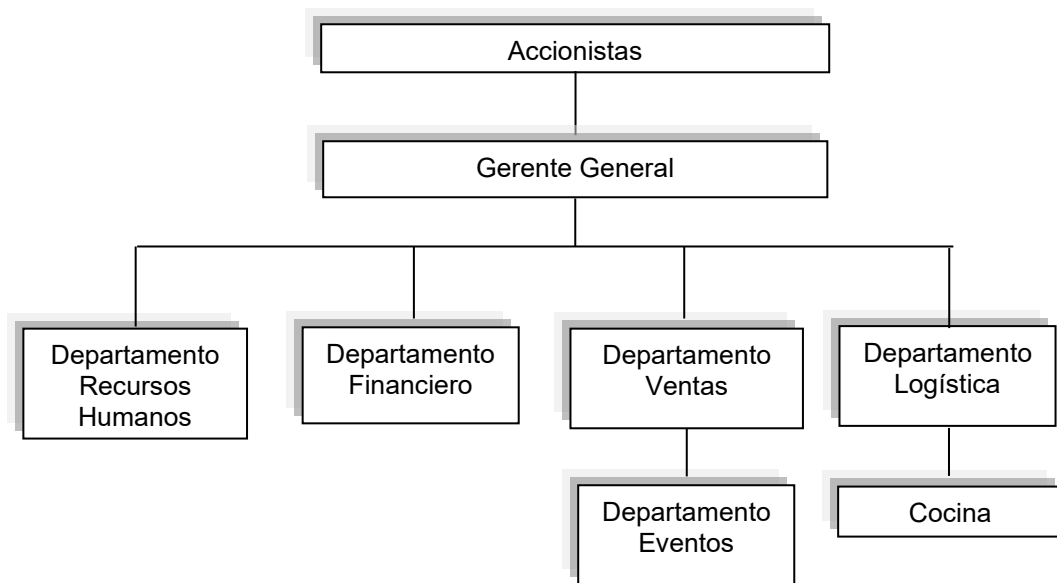 Accionistas
Gerente General
Departamento
Recursos
Humanos
Departamento
Financiero
Departamento
Ventas
Departamento
Logística
Departamento
Eventos
Cocina